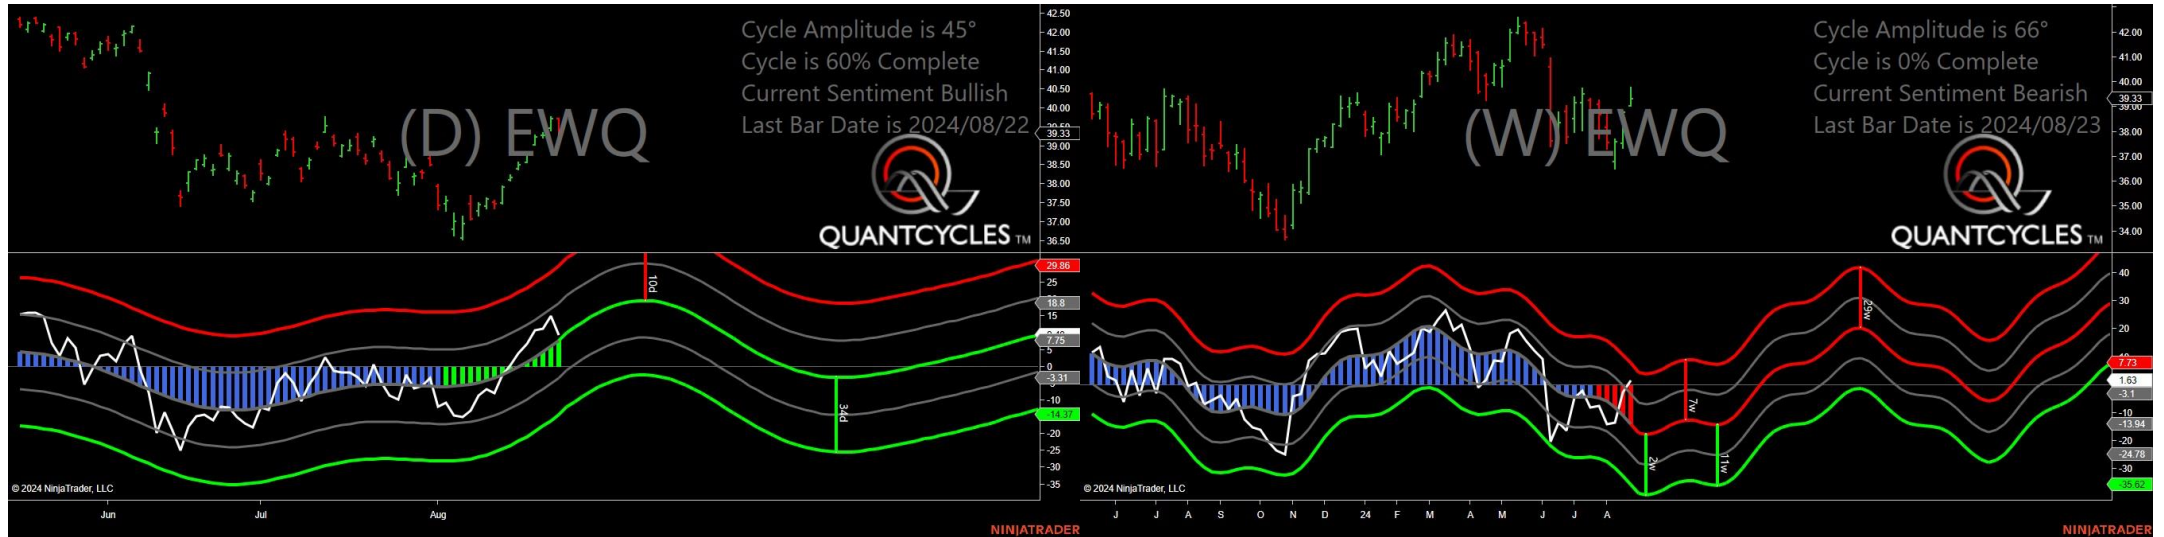 Cycle Amplitude is 45°
Cycle is 60% Complete
Current Sentiment Bullish
Last Bar Date is 2024/08/22
(D) EWQ
QUANTCYCLES TM
42.50
42.00
41.50
41.00
40.50
40.00
39.33
39.00
38.50
38.00
37.50
37.00
36.50
10d
34d
29.86
25
18.8
15
7.75
5
0
-3.31
-10
-14.37
-20
-25
-30
-35
© 2024 NinjaTrader, LLC
Jun
Jul
Aug
NINJATRADER
Cycle Amplitude is 66°
Cycle is 0% Complete
Current Sentiment Bearish
Last Bar Date is 2024/08/23
(W) EWQ
QUANTCYCLES TM
42.00
41.00
40.00
39.33
38.00
37.00
36.00
35.00
34.00
29w
7w
2w
11w
40
30
20
7.73
1.63
-3.1
-10
-13.94
-20
-24.78
-30
-35.62
© 2024 NinjaTrader, LLC
J J A S O N D 24 F M A M J J A
NINJATRADER